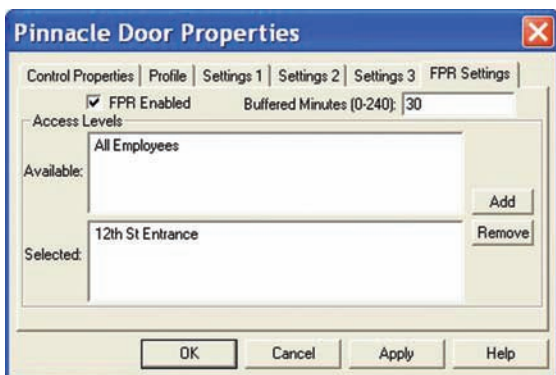 Pinnacle Door Properties
Control Properties Profile Settings 1 Settings 2 Settings 3 FPR Settings
FPR Enabled Buffered Minutes (0-240): 30
Access Levels
Available:
All Employees
Add
Remove
Selected:
12th St Entrance
OK Cancel Apply Help